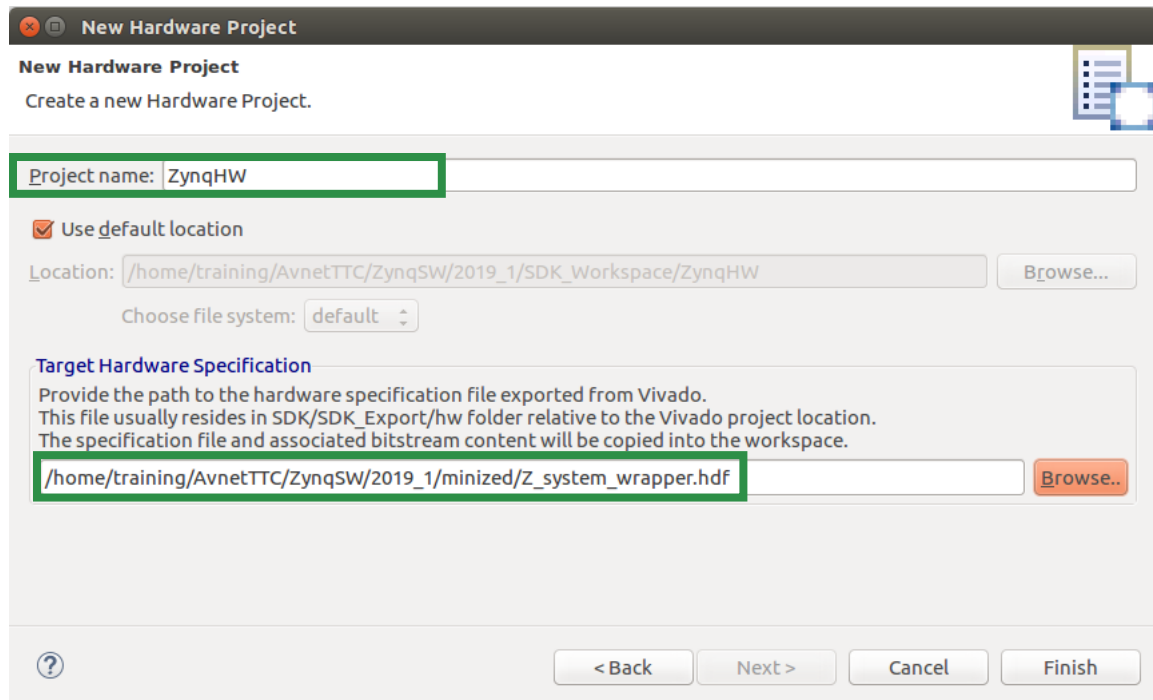 New Hardware Project
New Hardware Project
Create a new Hardware Project.
Project name: ZynqHW
Use default location
Location: /home/training/AvnetTTC/ZynqSW/2019_1/SDK_Workspace/ZynqHW Browse...
Choose file system: default
Target Hardware Specification
Provide the path to the hardware specification file exported from Vivado.
This file usually resides in SDK/SDK_Export/hw folder relative to the Vivado project location.
The specification file and associated bitstream content will be copied into the workspace.
/home/training/AvnetTTC/ZynqSW/2019_1/minized/Z_system_wrapper.hdf Browse..
? < Back Next > Cancel Finish